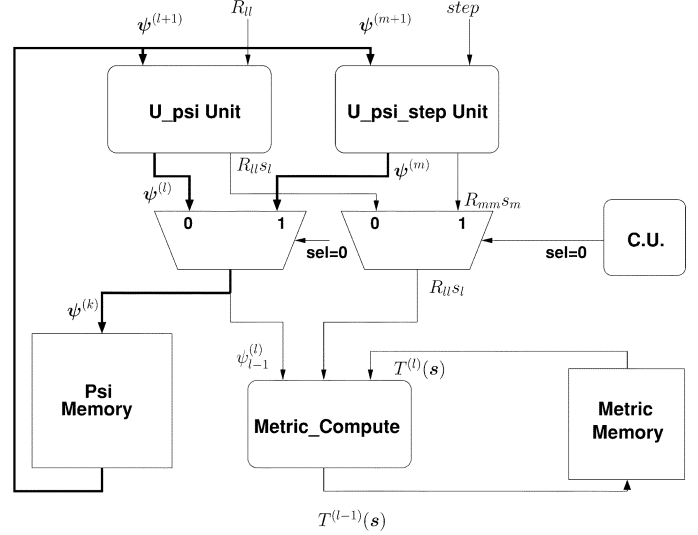 ψ^(l+1)
R_ll
ψ^(m+1)
step
U_psi Unit
U_psi_step Unit
R_ll s_l
ψ^(m)
ψ^(l)
R_mm s_m
0 1
0 1
sel=0
sel=0
C.U.
ψ^(k)
R_ll s_l
ψ_{l−1}^(l)
T^(l)(s)
Psi
Memory
Metric_Compute
Metric
Memory
T^(l−1)(s)